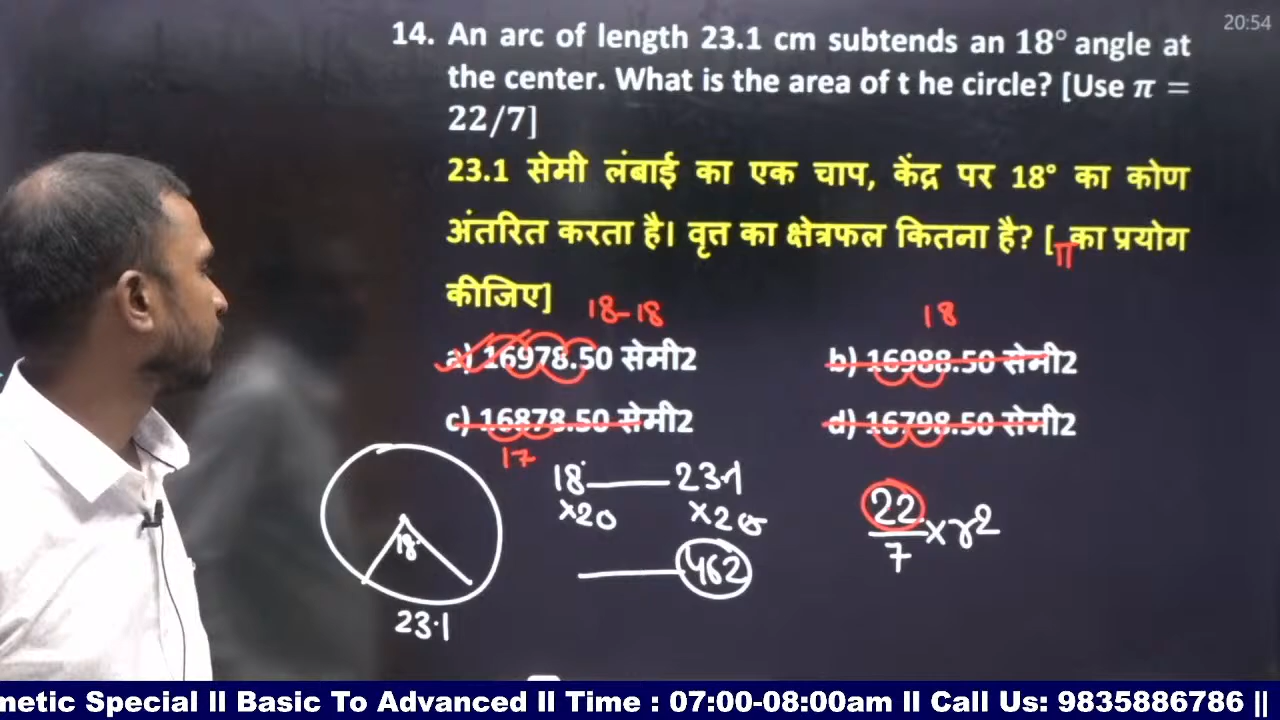 20:54
14. An arc of length 23.1 cm subtends an 18° angle at
the center. What is the area of t he circle? [Use π =
22/7]
23.1 सेमी लंबाई का एक चाप, केंद्र पर 18° का कोण
अंतरित करता है। वृत का क्षेत्रफल कितना है? [ π का प्रयोग
कीजिए]
18-18
18
a) 16978.50 सेमी2
b) 16988.50 सेमी2
c) 16878.50 सेमी2
d) 16798.50 सेमी2
17
18° 23.1
×20 ×20
462
22/7 × r2
18°
23.1
netic Special ll Basic To Advanced ll Time : 07:00-08:00am ll Call Us: 9835886786 ||